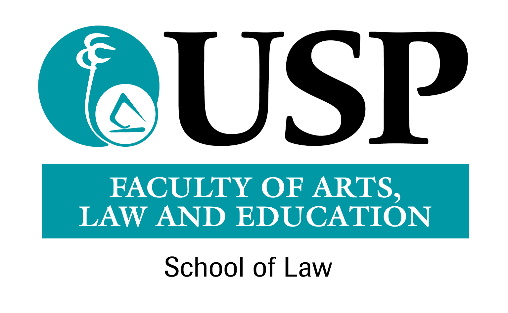 USP
FACULTY OF ARTS,
LAW AND EDUCATION
School of Law